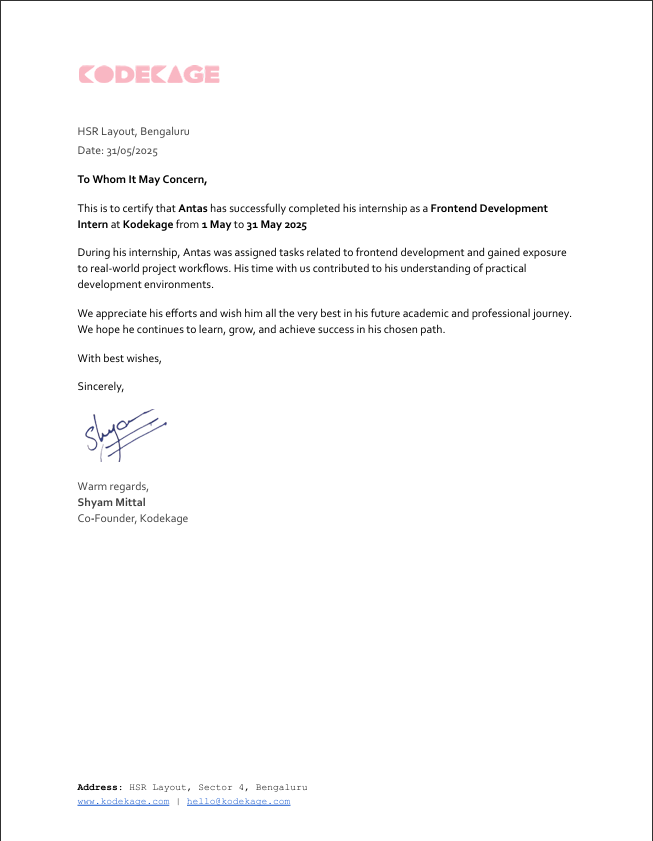 KODEKAGE
HSR Layout, Bengaluru
Date: 31/05/2025
To Whom It May Concern,
This is to certify that Antas has successfully completed his internship as a Frontend Development
Intern at Kodekage from 1 May to 31 May 2025
During his internship, Antas was assigned tasks related to frontend development and gained exposure
to real-world project workflows. His time with us contributed to his understanding of practical
development environments.
We appreciate his efforts and wish him all the very best in his future academic and professional journey.
We hope he continues to learn, grow, and achieve success in his chosen path.
With best wishes,
Sincerely,
Shyam
Warm regards,
Shyam Mittal
Co-Founder, Kodekage
Address: HSR Layout, Sector 4, Bengaluru
www.kodekage.com | hello@kodekage.com